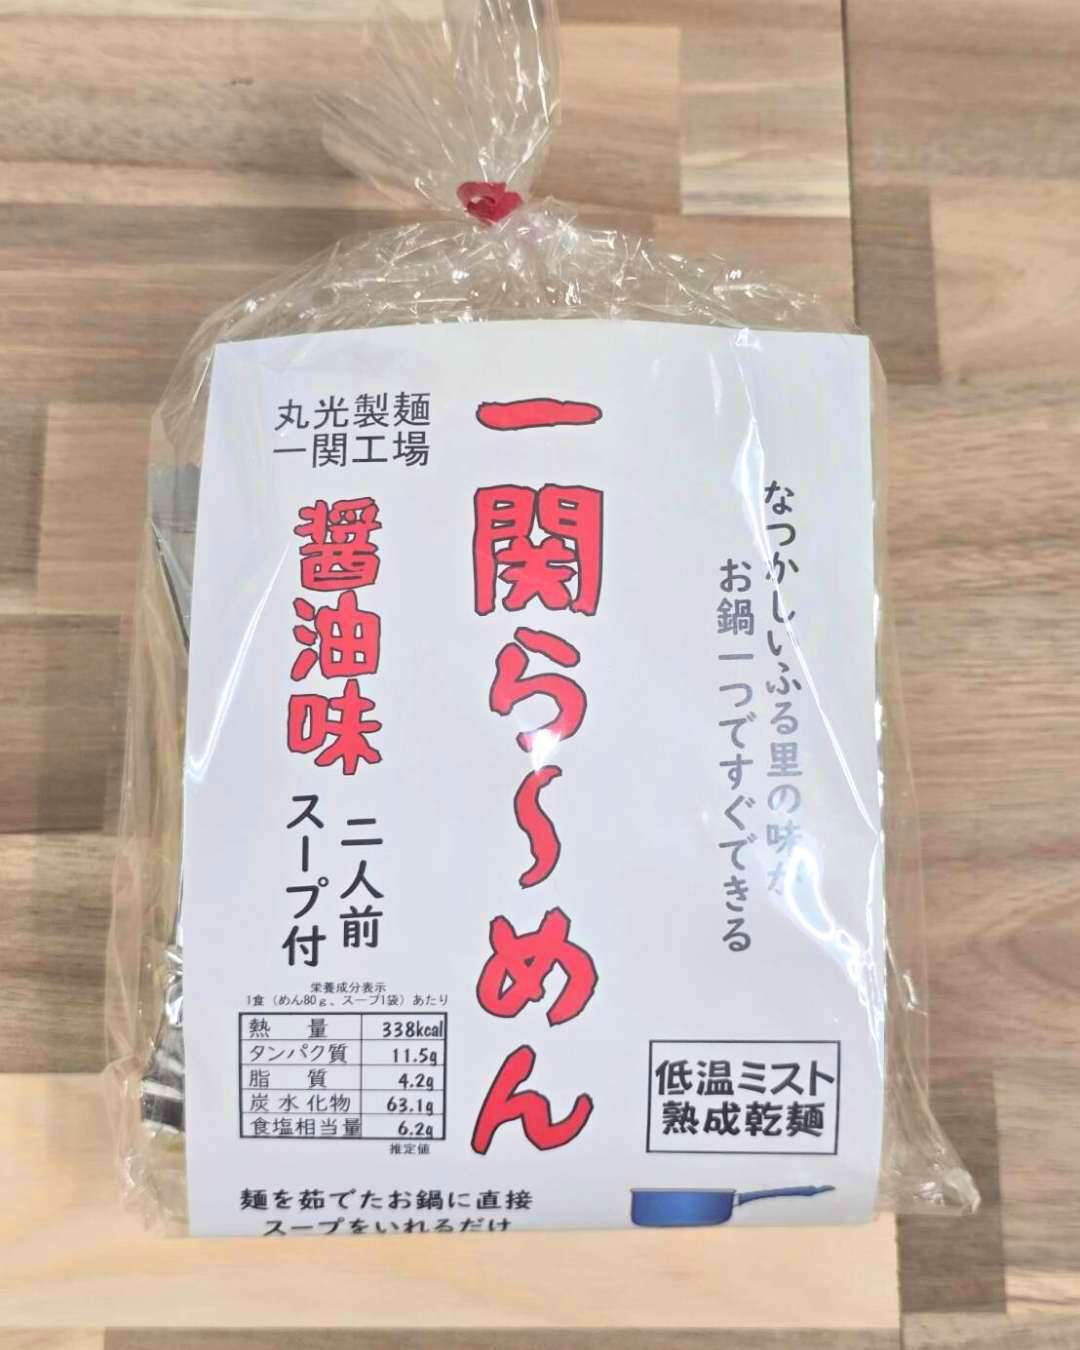 なつかしいふる里の味が
お鍋一つですぐできる
一関ら〜めん
丸光製麺
一関工場
醤油味
二人前
スープ付
栄養成分表示
1食（めん80g、スープ1袋）あたり
熱量 338kcal
タンパク質 11.5g
脂質 4.2g
炭水化物 63.1g
食塩相当量 6.2g
推定値
低温ミスト
熟成乾麺
麺を茹でたお鍋に直接
スープをいれるだけ